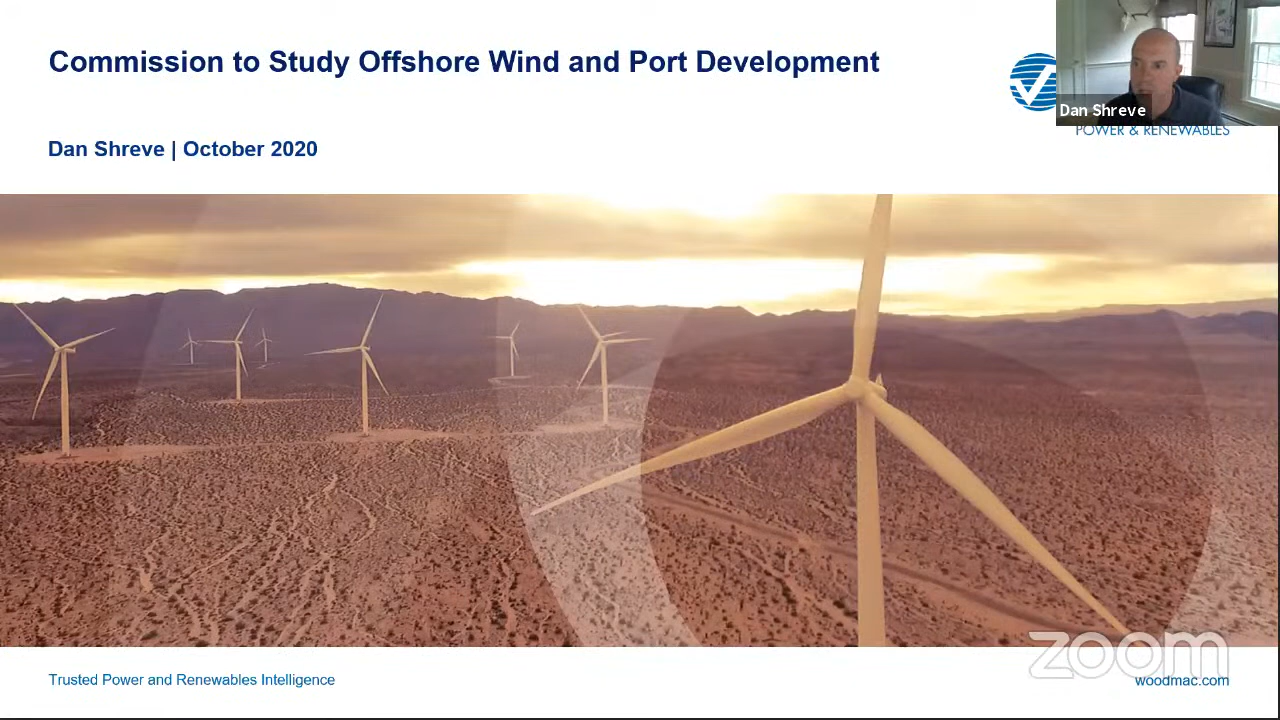 Commission to Study Offshore Wind and Port Development
Dan Shreve
POWER & RENEWABLES
Dan Shreve | October 2020
zoom
Trusted Power and Renewables Intelligence
woodmac.com